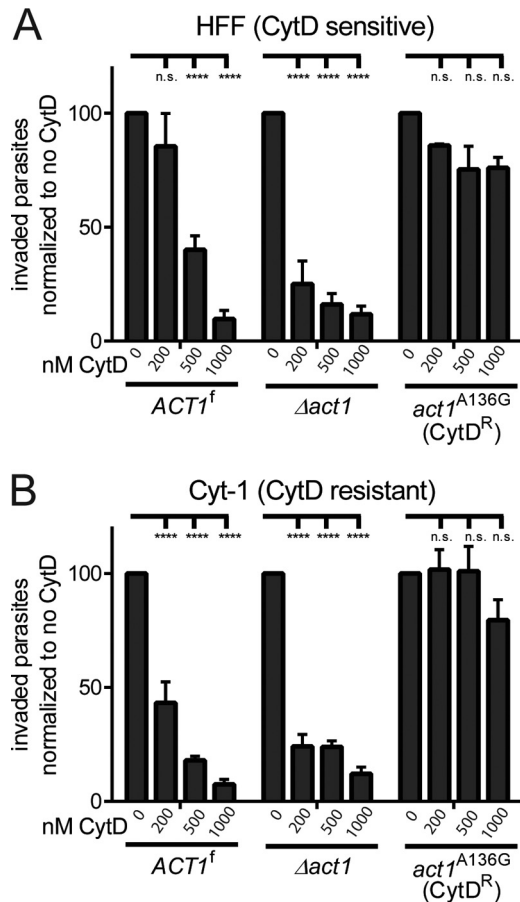 A
HFF (CytD sensitive)
n.s. **** ****
**** **** ****
n.s. n.s. n.s.
invaded parasites
normalized to no CytD
100
50
0
nM CytD
0 200 500 1000
0 200 500 1000
0 200 500 1000
ACT1f
Δact1
act1A136G
(CytDR)
B
Cyt-1 (CytD resistant)
**** **** ****
**** **** ****
n.s. n.s. n.s.
invaded parasites
normalized to no CytD
100
50
0
nM CytD
0 200 500 1000
0 200 500 1000
0 200 500 1000
ACT1f
Δact1
act1A136G
(CytDR)